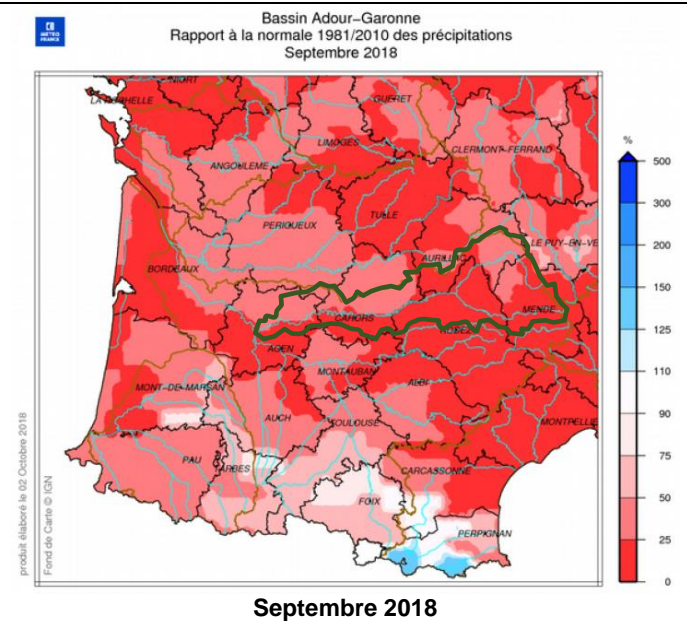 METEO
FRANCE
Bassin Adour-Garonne
Rapport à la normale 1981/2010 des précipitations
Septembre 2018
NIORT
LA ROCHELLE
GUERET
LIMOGES
CLERMONT-FERRAND
ANGOULEME
PERIGUEUX
TULLE
LE PUY-EN-VE
AURILLAC
BORDEAUX
MENDE
CAHORS
RODEZ
AGEN
MONTAUBAN
MONT-DE-MARSAN
ALBI
AUCH
TOULOUSE
MONTPELLIE
PAU
TARBES
CARCASSONNE
FOIX
PERPIGNAN
%
500
300
200
150
125
110
90
75
50
25
0
produit élaboré le 02 Octobre 2018
Fond de Carte © IGN
Septembre 2018